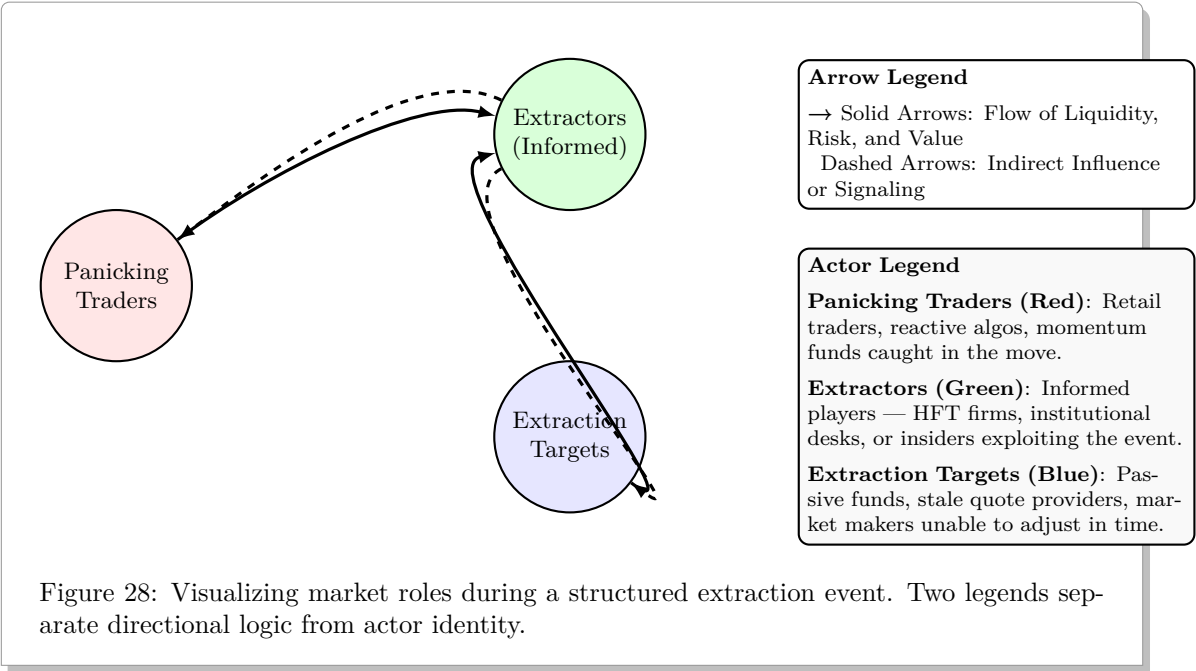 Extractors
(Informed)
Panicking
Traders
Extraction
Targets
Arrow Legend
→ Solid Arrows: Flow of Liquidity,
Risk, and Value
Dashed Arrows: Indirect Influence
or Signaling
Actor Legend
Panicking Traders (Red): Retail
traders, reactive algos, momentum
funds caught in the move.
Extractors (Green): Informed
players — HFT firms, institutional
desks, or insiders exploiting the event.
Extraction Targets (Blue): Pas-
sive funds, stale quote providers, mar-
ket makers unable to adjust in time.
Figure 28: Visualizing market roles during a structured extraction event. Two legends sep-
arate directional logic from actor identity.